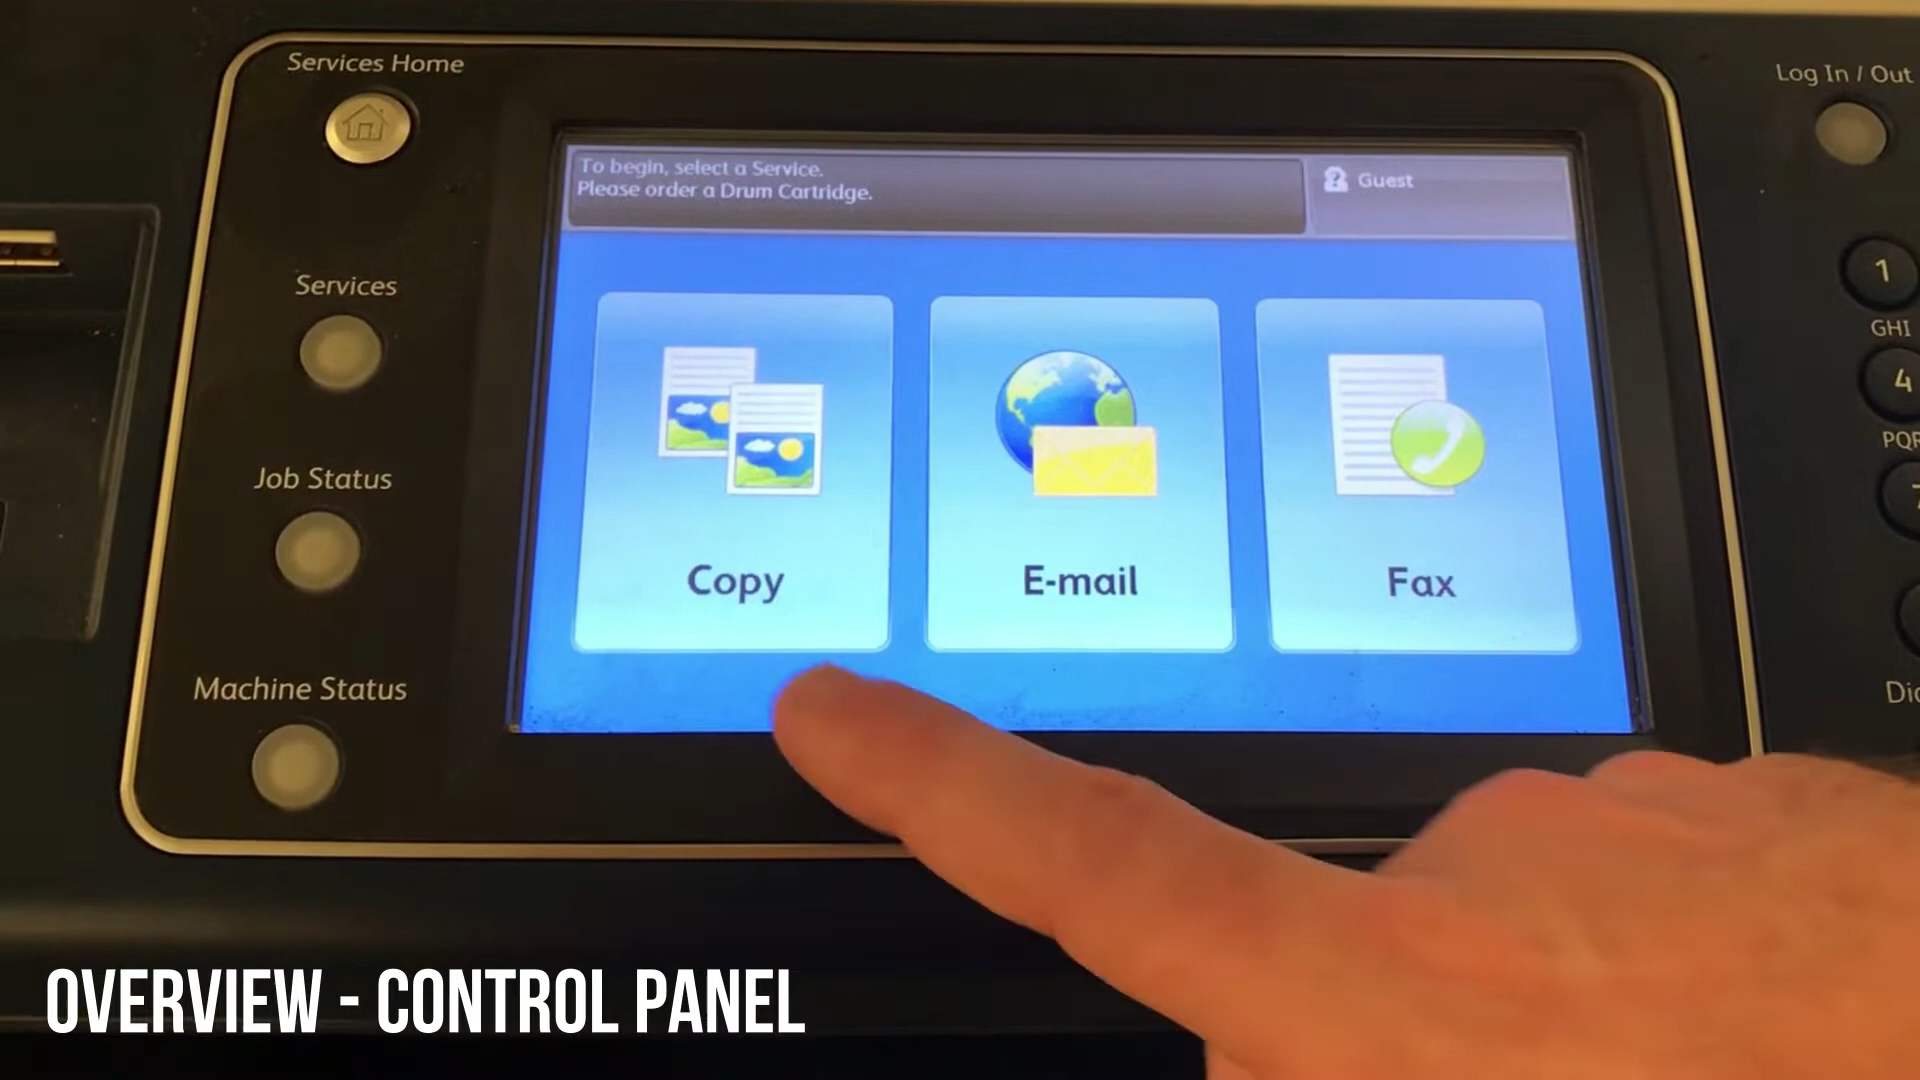 Services Home
Log In / Out
To begin, select a Service.
Please order a Drum Cartridge.
Guest
1
Services
GHI
4
Copy
E-mail
Fax
Job Status
Machine Status
OVERVIEW - CONTROL PANEL